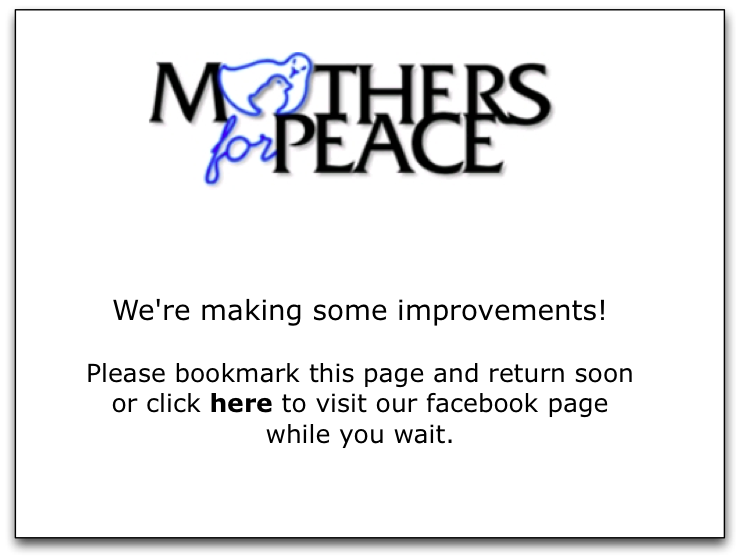 MOTHERS
for PEACE
We're making some improvements!
Please bookmark this page and return soon
or click here to visit our facebook page
while you wait.